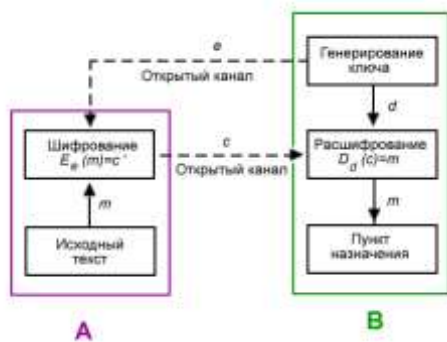 e
Открытый канал
Генерирование
ключа
d
Шифрование
E_e (m)=c
c
Открытый канал
Расшифрование
D_d (c)=m
m
m
Исходный
текст
Пункт
назначения
A
B